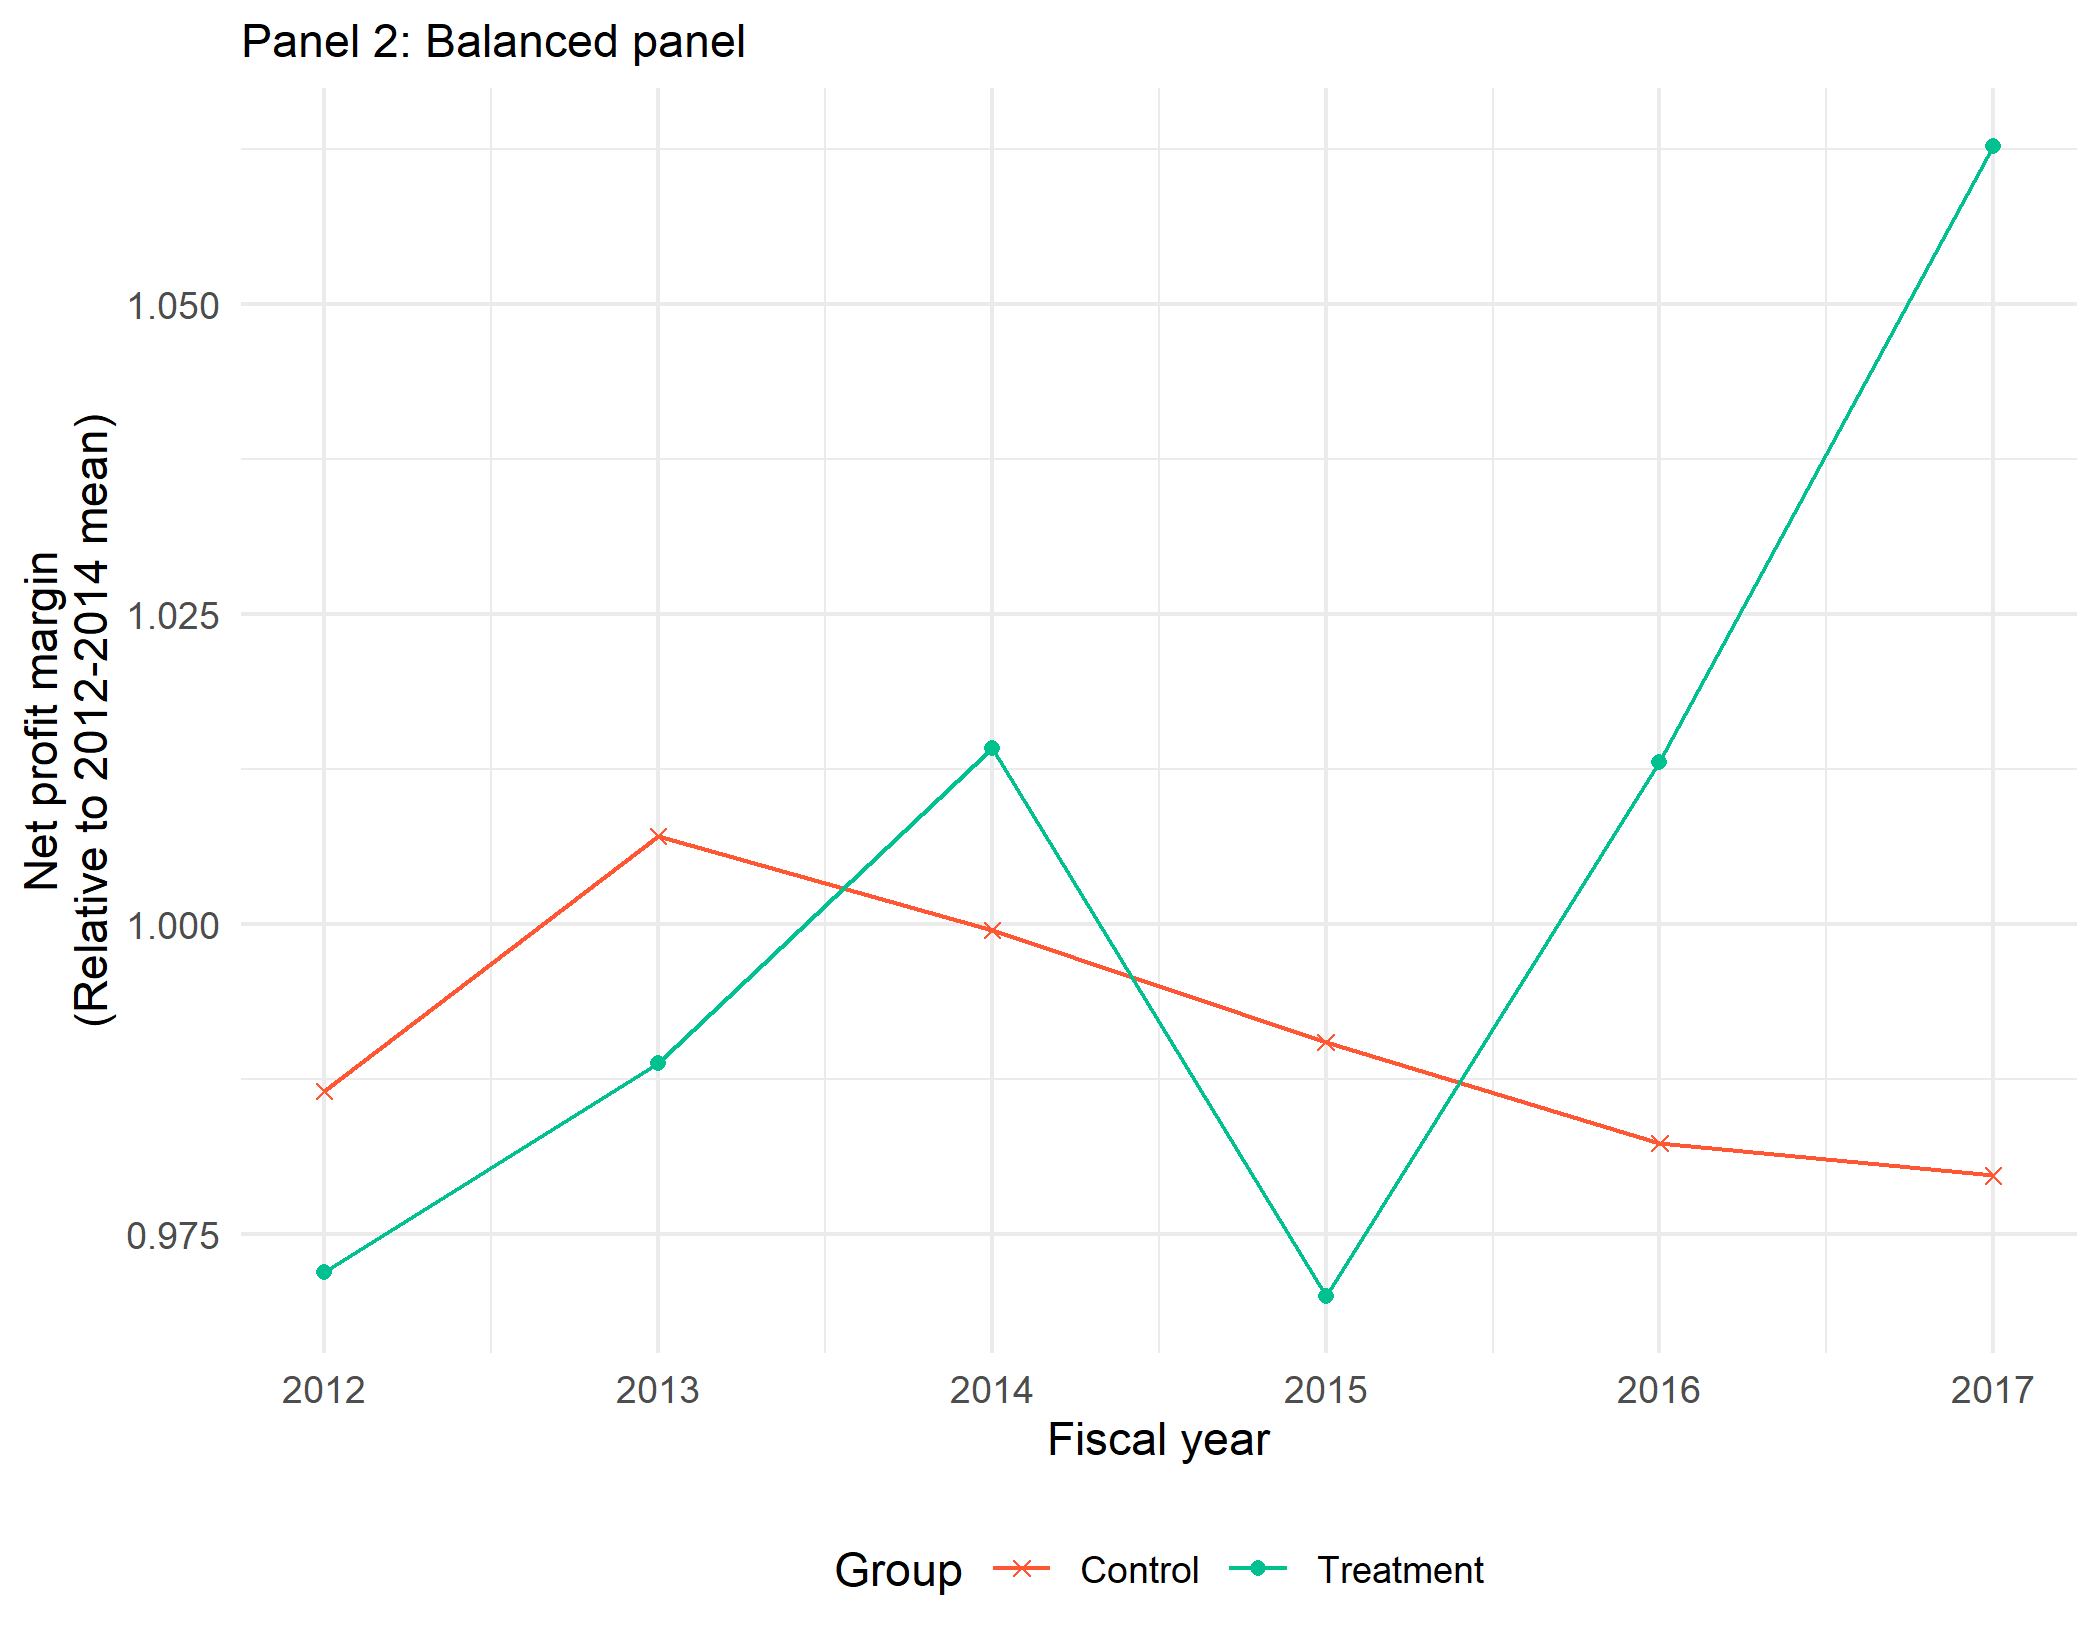 Panel 2: Balanced panel
Net profit margin
(Relative to 2012-2014 mean)
1.050
1.025
1.000
0.975
2012 2013 2014 2015 2016 2017
Fiscal year
Group Control Treatment